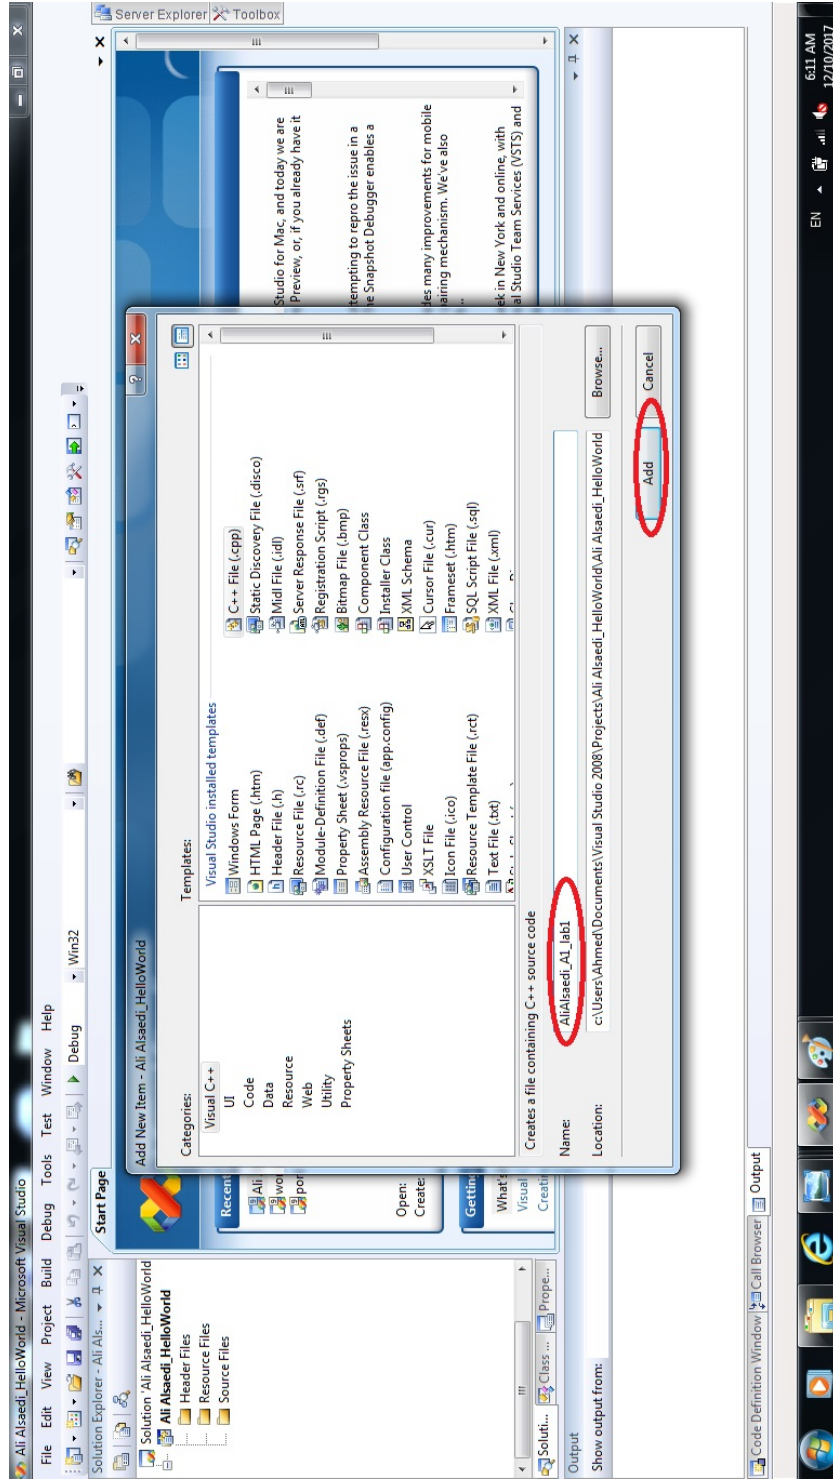 Ali Alsaedi_HelloWorld - Microsoft Visual Studio
File Edit View Project Build Debug Tools Test Window Help
Debug Win32
Solution Explorer - Ali Als...
Solution 'Ali Alsaedi_HelloWorld
Ali Alsaedi_HelloWorld
Header Files
Resource Files
Source Files
Soluti... Class ... Prope...
Start Page
Recent
Ali
wor
por
Open:
Create:
Getting
What's
Visual
Creatin
Studio for Mac, and today we are
Preview, or, if you already have it
tempting to repro the issue in a
Snapshot Debugger enables a
des many improvements for mobile
airing mechanism. We've also
...
ek in New York and online, with
al Studio Team Services (VSTS) and
Server Explorer Toolbox
Add New Item - Ali Alsaedi_HelloWorld
Categories:
Templates:
Visual C++
UI
Code
Data
Resource
Web
Utility
Property Sheets
Visual Studio installed templates
Windows Form
HTML Page (.htm)
Header File (.h)
Resource File (.rc)
Module-Definition File (.def)
Property Sheet (.vsprops)
Assembly Resource File (.resx)
Configuration file (app.config)
User Control
XSLT File
Icon File (.ico)
Resource Template File (.rct)
Text File (.txt)
C++ File (.cpp)
Static Discovery File (.disco)
Midl File (.idl)
Server Response File (.srf)
Registration Script (.rgs)
Bitmap File (.bmp)
Component Class
Installer Class
XML Schema
Cursor File (.cur)
Frameset (.htm)
SQL Script File (.sql)
XML File (.xml)
Creates a file containing C++ source code
Name: AliAlsaedi_A1_lab1
Location: c:\Users\Ahmed\Documents\Visual Studio 2008\Projects\Ali Alsaedi_HelloWorld\Ali Alsaedi_HelloWorld
Browse...
Add Cancel
Output
Show output from:
Code Definition Window Call Browser Output
EN 6:11 AM
12/10/2017